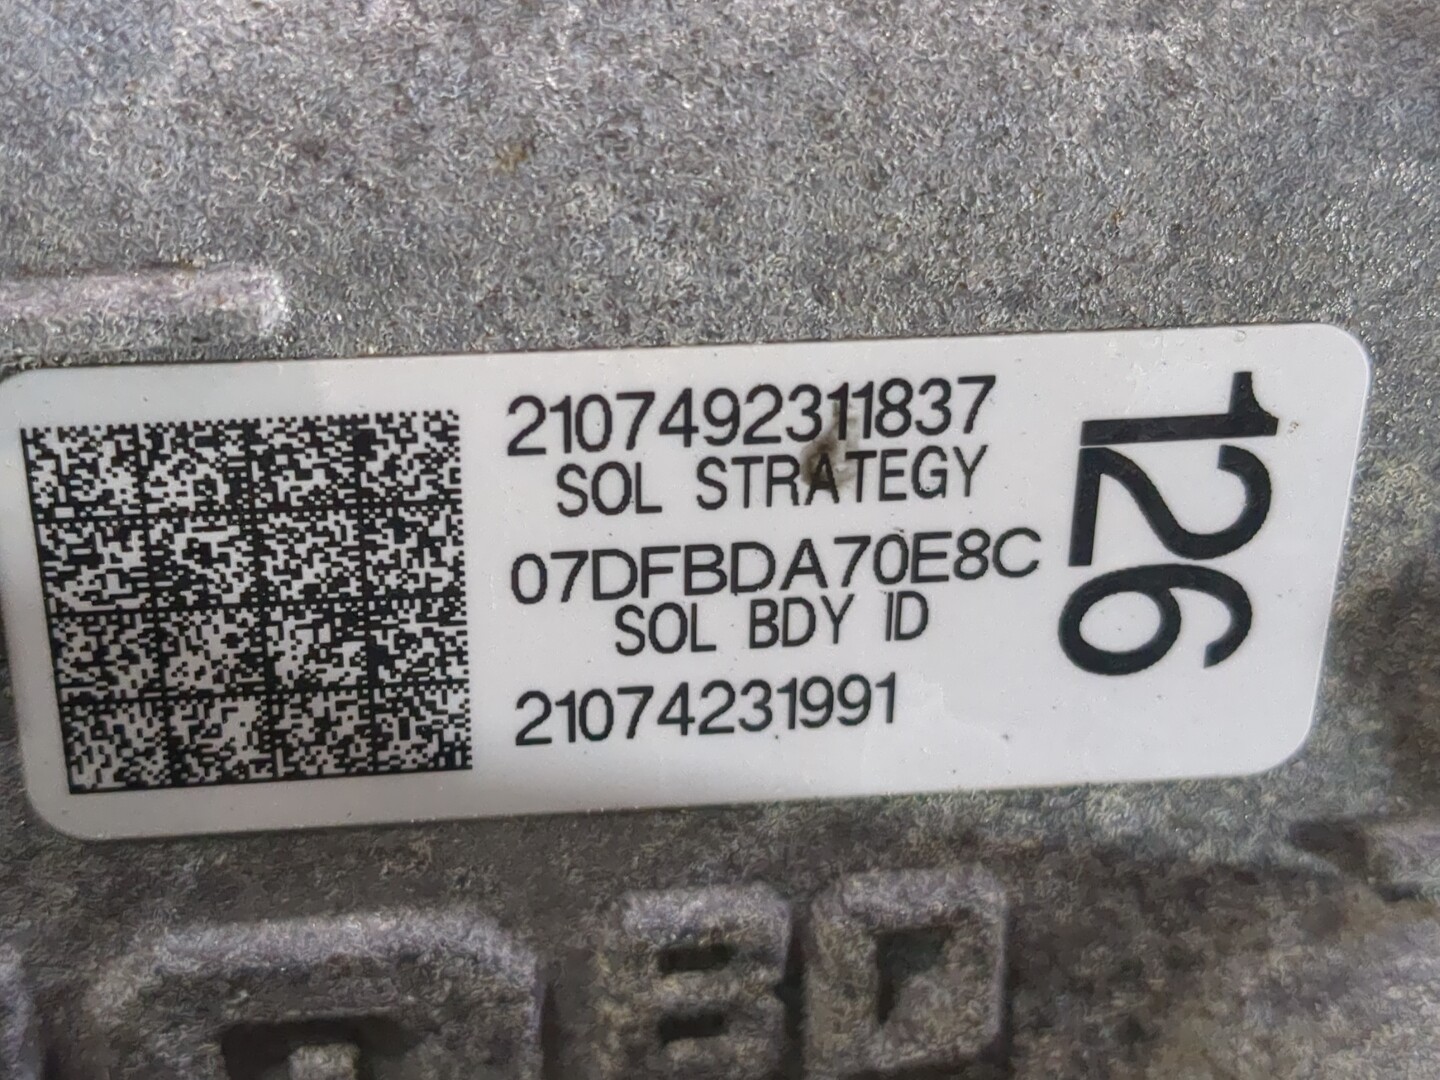 2107492311837
SOL STRATEGY
07DFBDA70E8C
SOL BDY ID
21074231991
126